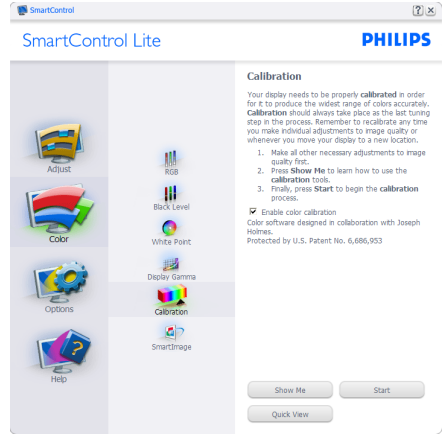 SmartControl
SmartControl Lite
PHILIPS
Adjust
Color
Options
Help
RGB
Black Level
White Point
Display Gamma
Calibration
SmartImage
Calibration
Your display needs to be properly calibrated in order
for it to produce the widest range of colors accurately.
Calibration should always take place as the last tuning
step in the process. Remember to recalibrate any time
you make individual adjustments to image quality or
whenever you move your display to a new location.
1. Make all other necessary adjustments to image
quality first.
2. Press Show Me to learn how to use the
calibration tools.
3. Finally, press Start to begin the calibration
process.
Enable color calibration
Color software designed in collaboration with Joseph
Holmes.
Protected by U.S. Patent No. 6,686,953
Show Me
Start
Quick View